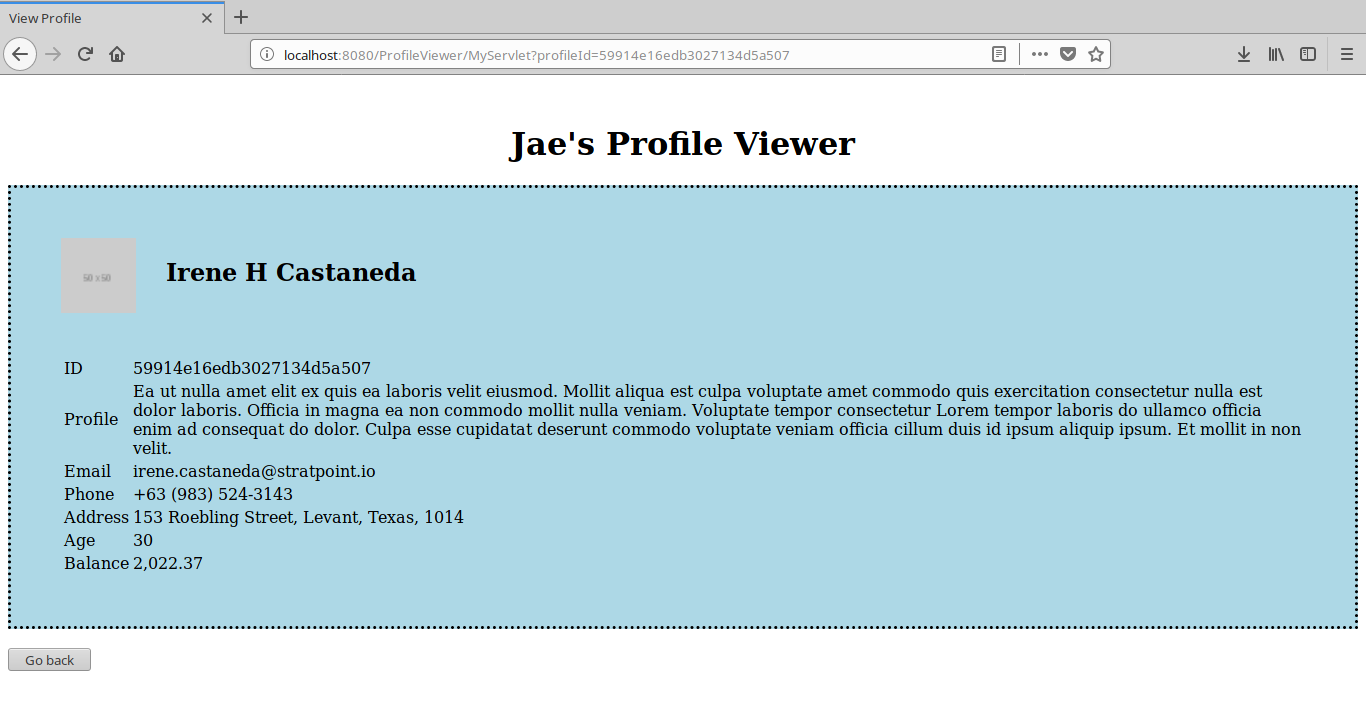 View Profile
localhost:8080/ProfileViewer/MyServlet?profileId=59914e16edb3027134d5a507
Jae's Profile Viewer
50 x 50
Irene H Castaneda
ID 59914e16edb3027134d5a507
Profile Ea ut nulla amet elit ex quis ea laboris velit eiusmod. Mollit aliqua est culpa voluptate amet commodo quis exercitation consectetur nulla est
dolor laboris. Officia in magna ea non commodo mollit nulla veniam. Voluptate tempor consectetur Lorem tempor laboris do ullamco officia
enim ad consequat do dolor. Culpa esse cupidatat deserunt commodo voluptate veniam officia cillum duis id ipsum aliquip ipsum. Et mollit in non
velit.
Email irene.castaneda@stratpoint.io
Phone +63 (983) 524-3143
Address 153 Roebling Street, Levant, Texas, 1014
Age 30
Balance 2,022.37
Go back